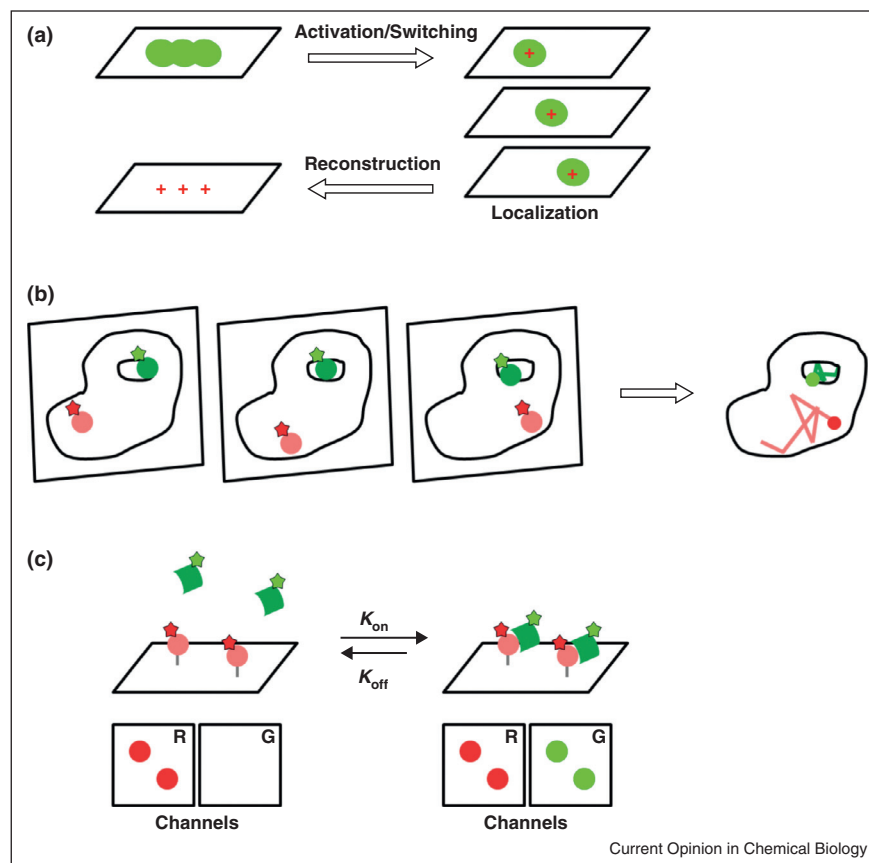 (a)
Activation/Switching
Reconstruction
Localization
(b)
(c)
Kon
Koff
R G
R G
Channels
Channels
Current Opinion in Chemical Biology